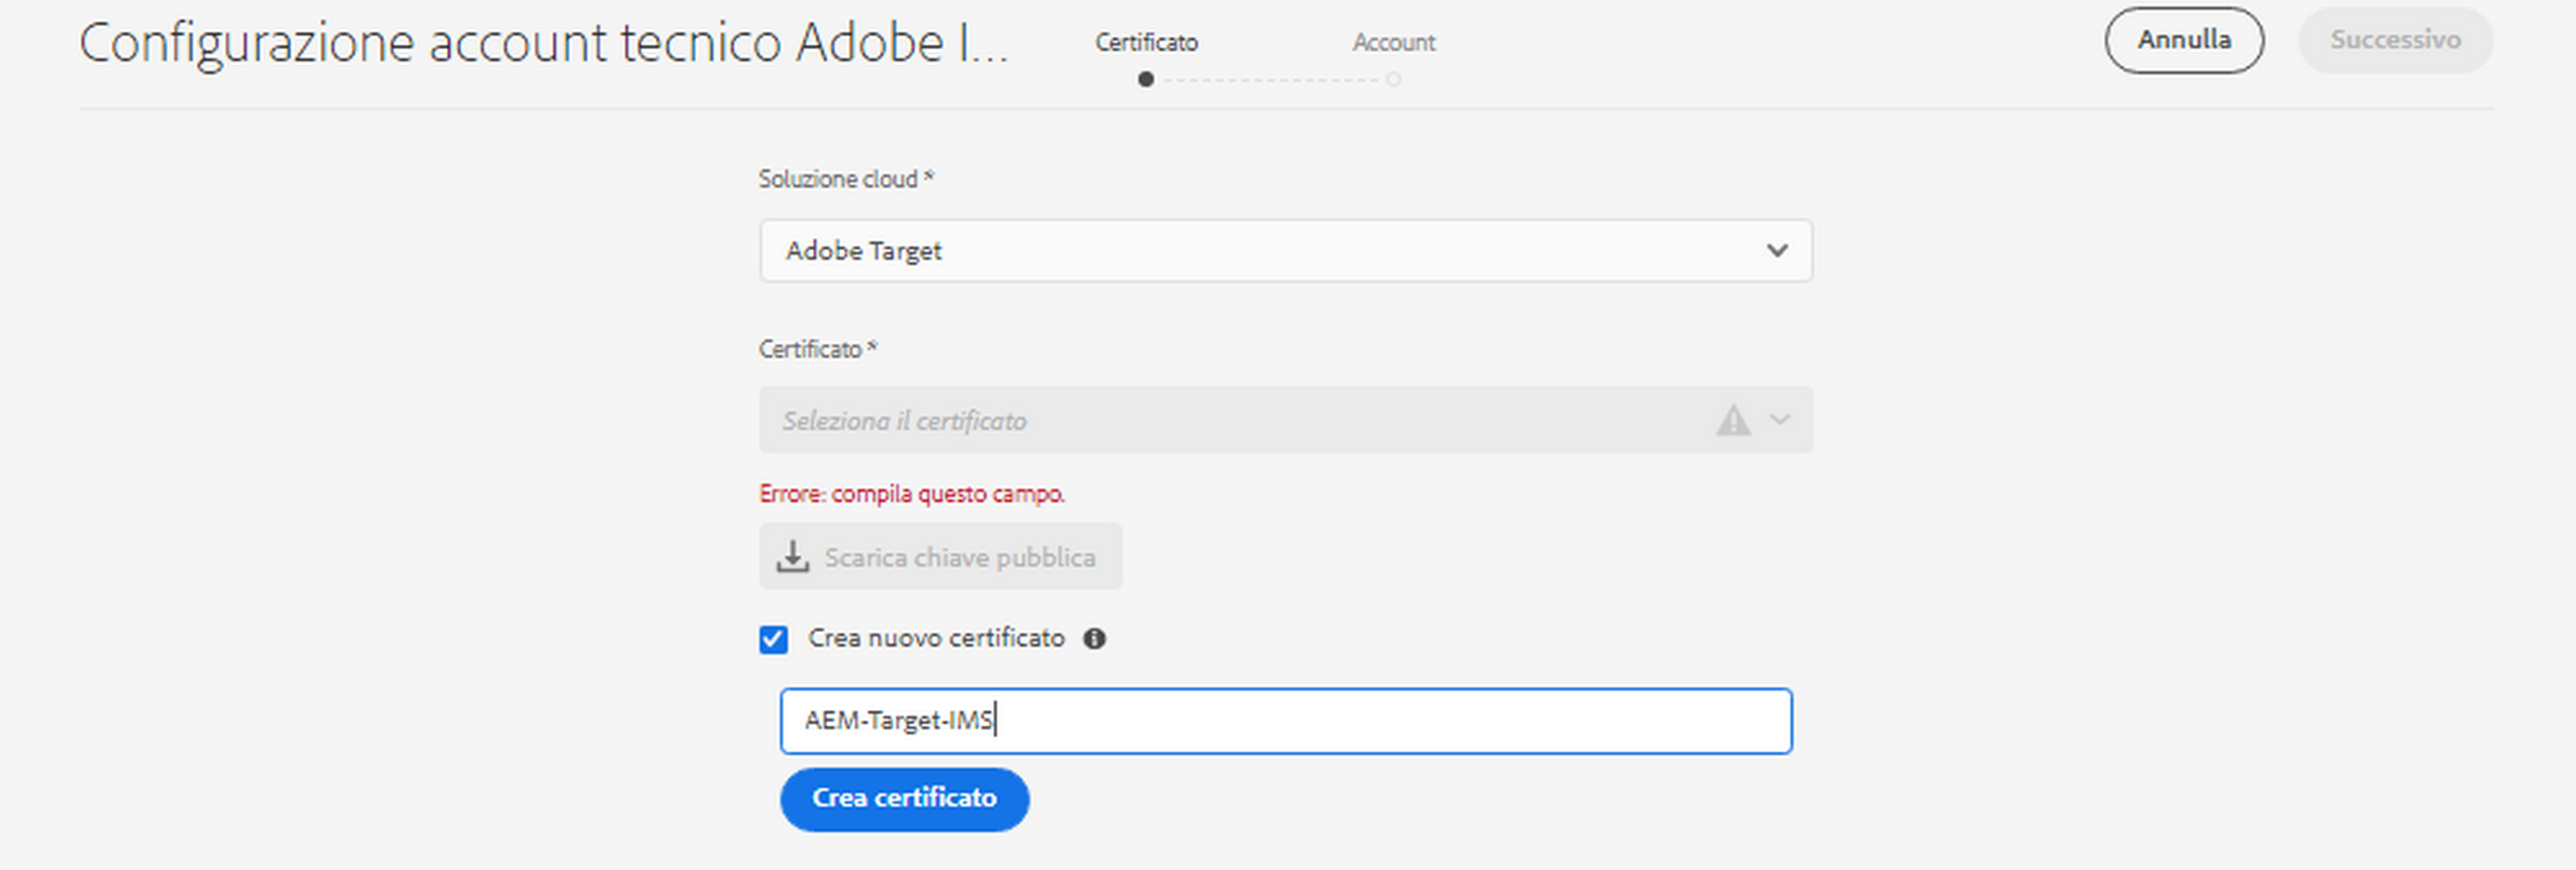 Configurazione account tecnico Adobe I...
Certificato
Account
Annulla
Successivo
Soluzione cloud *
Adobe Target
Certificato *
Seleziona il certificato
Errore: compila questo campo.
Scarica chiave pubblica
Crea nuovo certificato
AEM-Target-IMS
Crea certificato